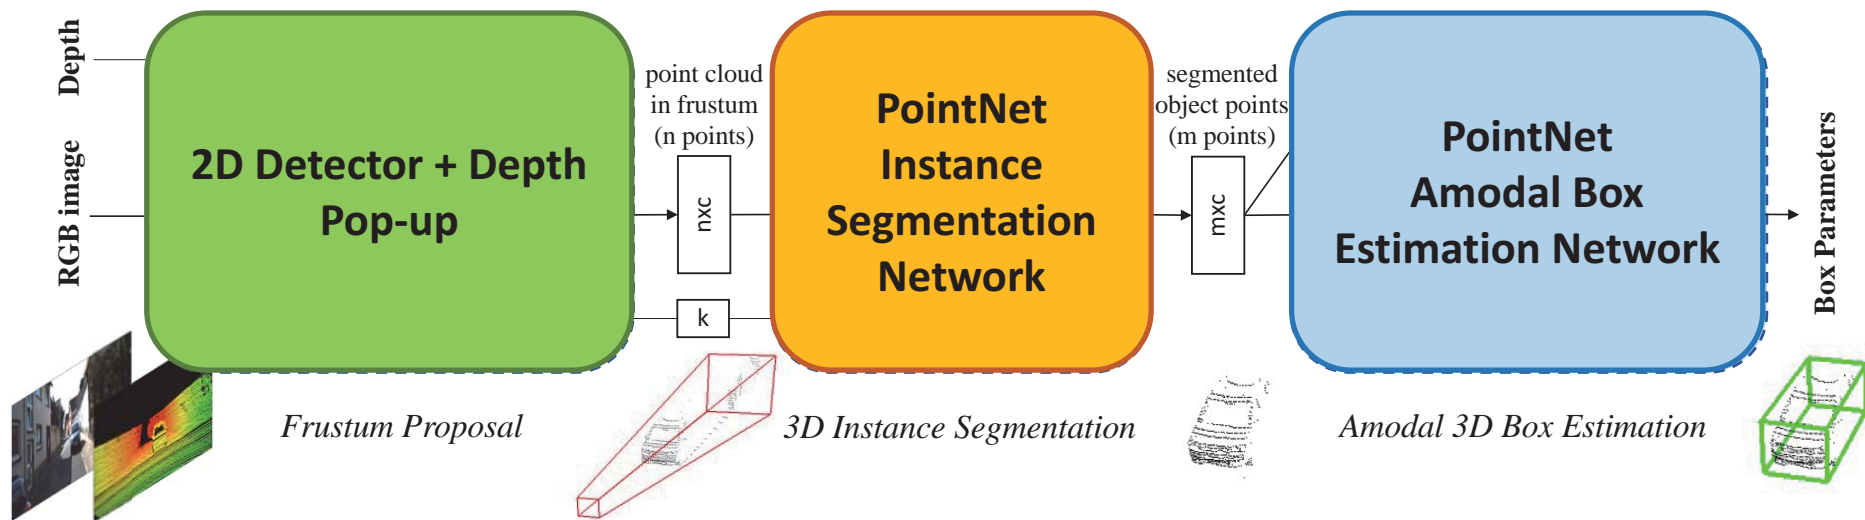 Depth
RGB image
2D Detector + Depth
Pop-up
point cloud
in frustum
(n points)
nxc
k
PointNet
Instance
Segmentation
Network
segmented
object points
(m points)
mxc
PointNet
Amodal Box
Estimation Network
Box Parameters
Frustum Proposal
3D Instance Segmentation
Amodal 3D Box Estimation